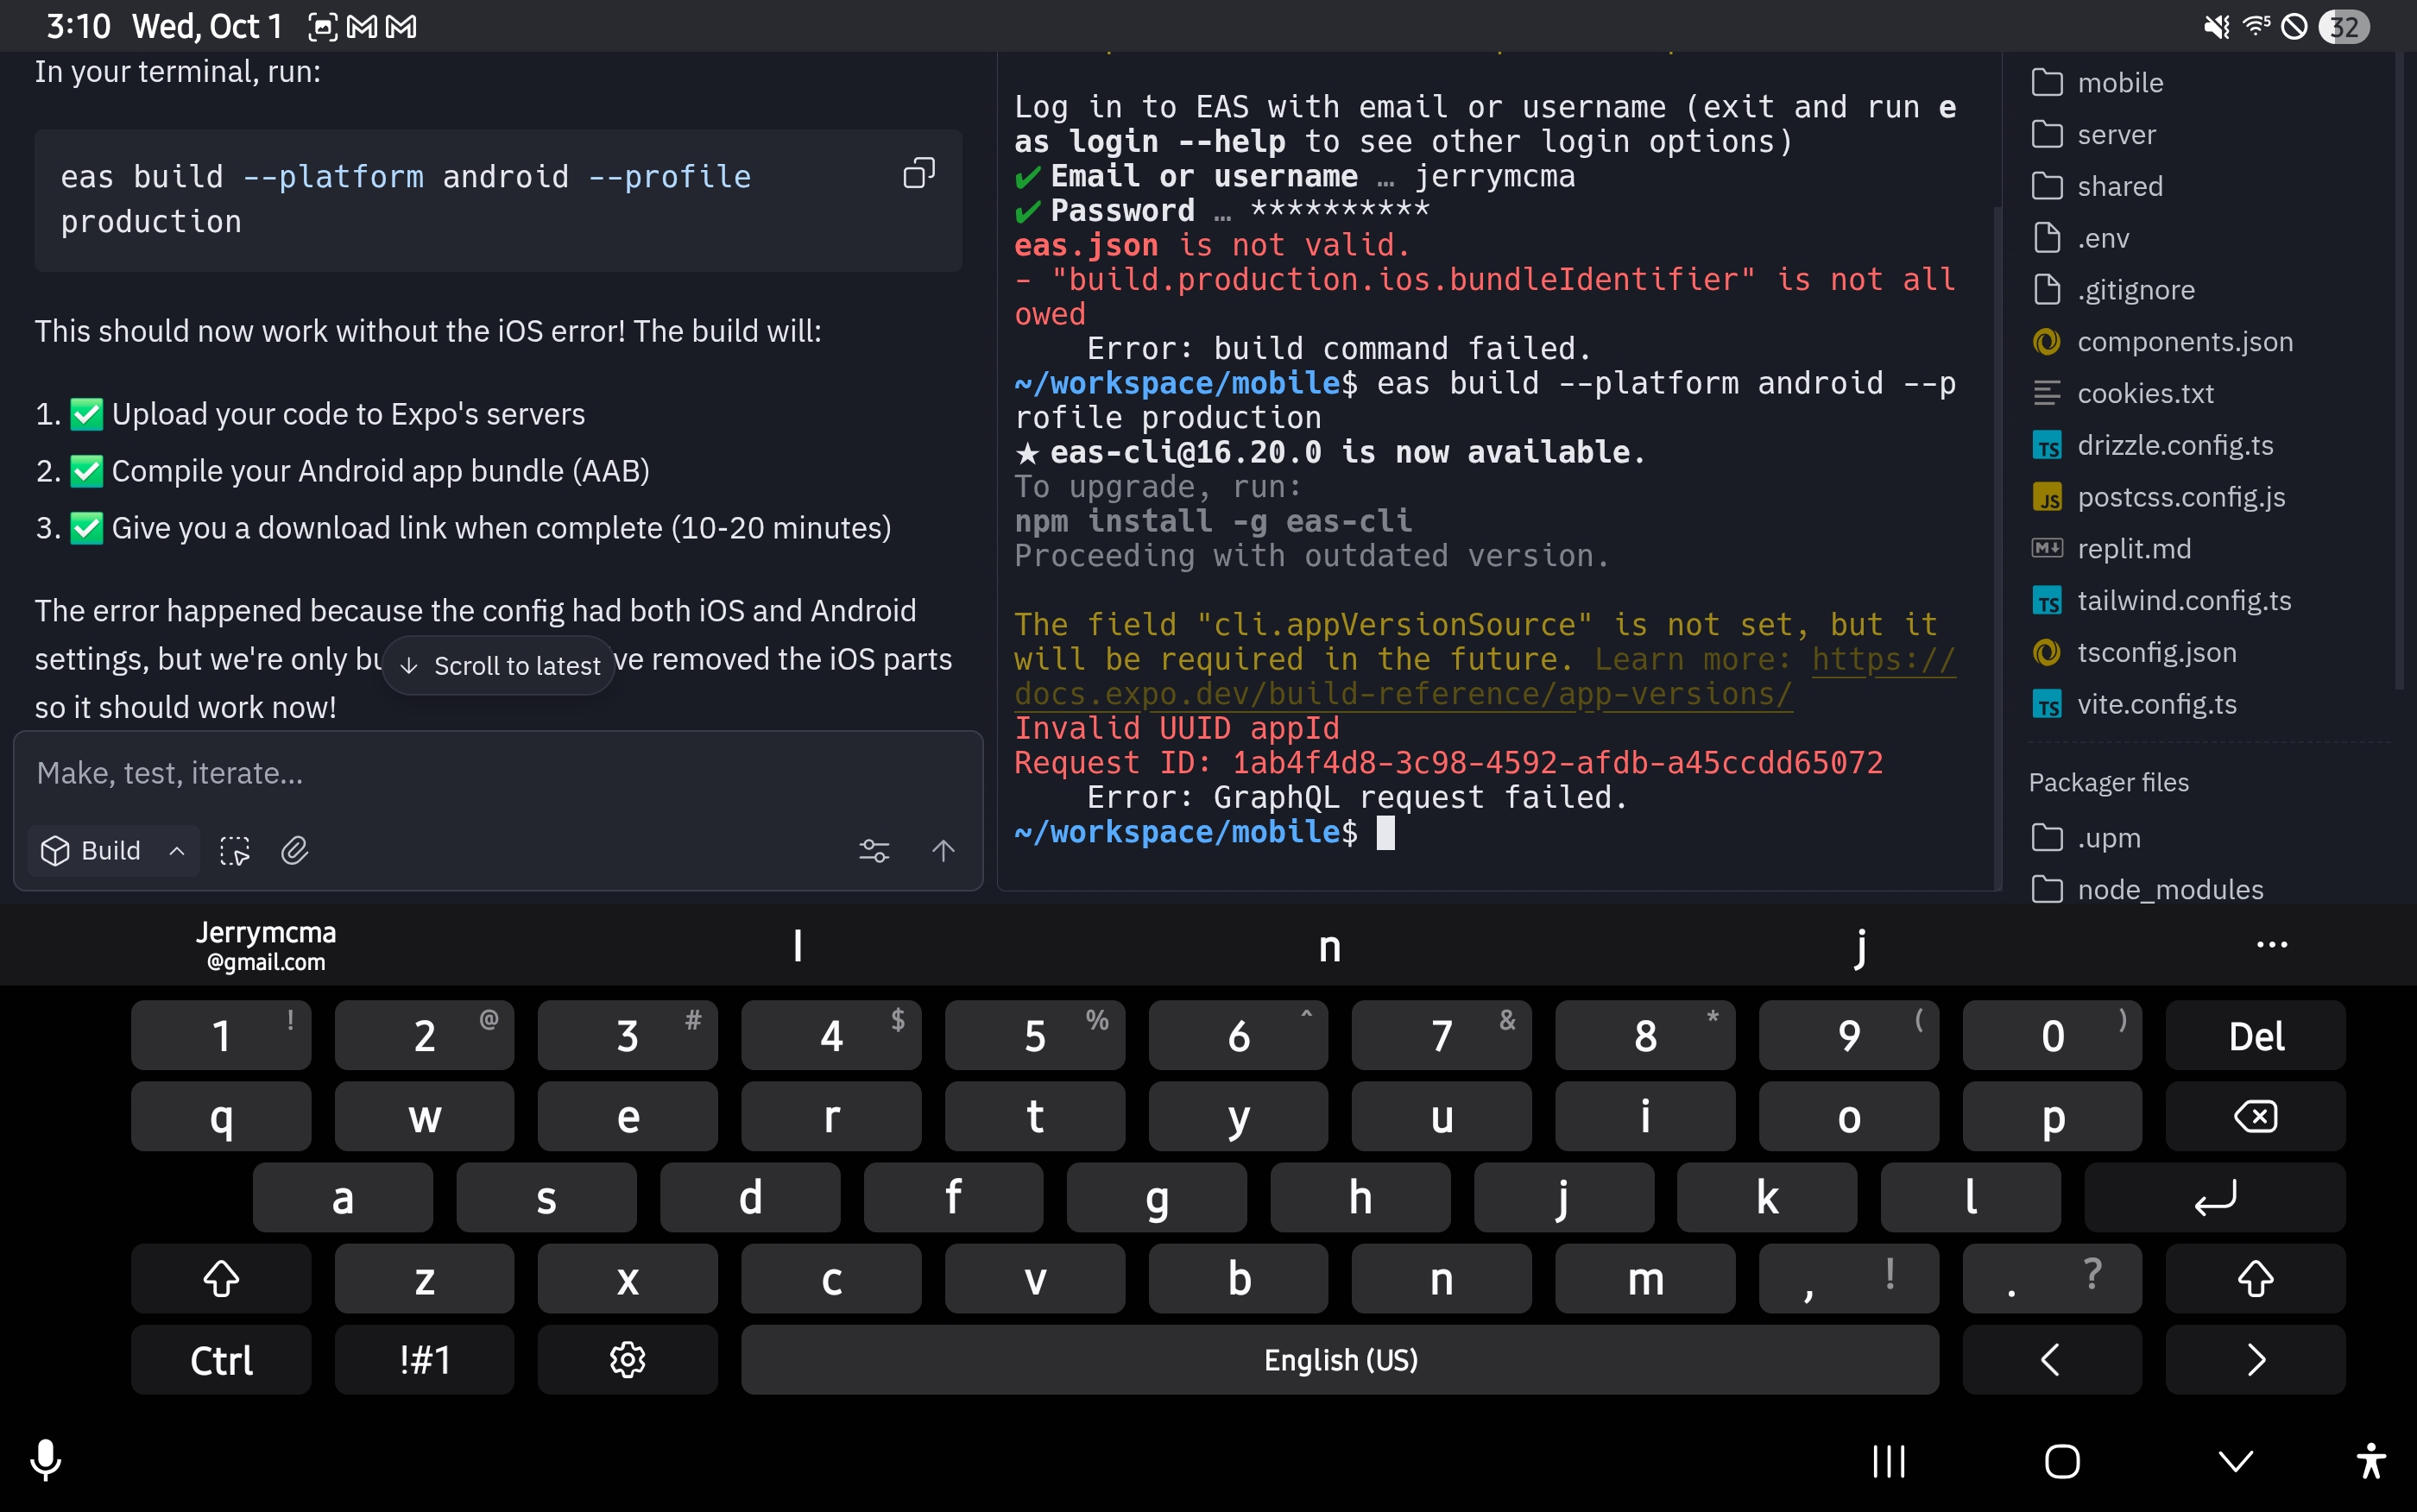 3:10 Wed, Oct 1
32
In your terminal, run:
eas build --platform android --profile
production
This should now work without the iOS error! The build will:
1. ✅ Upload your code to Expo's servers
2. ✅ Compile your Android app bundle (AAB)
3. ✅ Give you a download link when complete (10-20 minutes)
The error happened because the config had both iOS and Android
settings, but we're only bu
ve removed the iOS parts
so it should work now!
↓ Scroll to latest
Make, test, iterate...
Build
Log in to EAS with email or username (exit and run e
as login --help to see other login options)
✔ Email or username … jerrymcma
✔ Password … **********
eas.json is not valid.
- "build.production.ios.bundleIdentifier" is not all
owed
Error: build command failed.
~/workspace/mobile$ eas build --platform android --p
rofile production
★ eas-cli@16.20.0 is now available.
To upgrade, run:
npm install -g eas-cli
Proceeding with outdated version.
The field "cli.appVersionSource" is not set, but it
will be required in the future. Learn more: https://
docs.expo.dev/build-reference/app-versions/
Invalid UUID appId
Request ID: 1ab4f4d8-3c98-4592-afdb-a45ccdd65072
Error: GraphQL request failed.
~/workspace/mobile$
mobile
server
shared
.env
.gitignore
components.json
cookies.txt
TS drizzle.config.ts
JS postcss.config.js
M↓ replit.md
TS tailwind.config.ts
tsconfig.json
TS vite.config.ts
Packager files
.upm
node_modules
Jerrymcma
@gmail.com
l n j ...
1 ! 2 @ 3 # 4 $ 5 % 6 ^ 7 & 8 * 9 ( 0 ) Del
q w e r t y u i o p
a s d f g h j k l
z x c v b n m , ! . ?
Ctrl !#1 English (US) < >